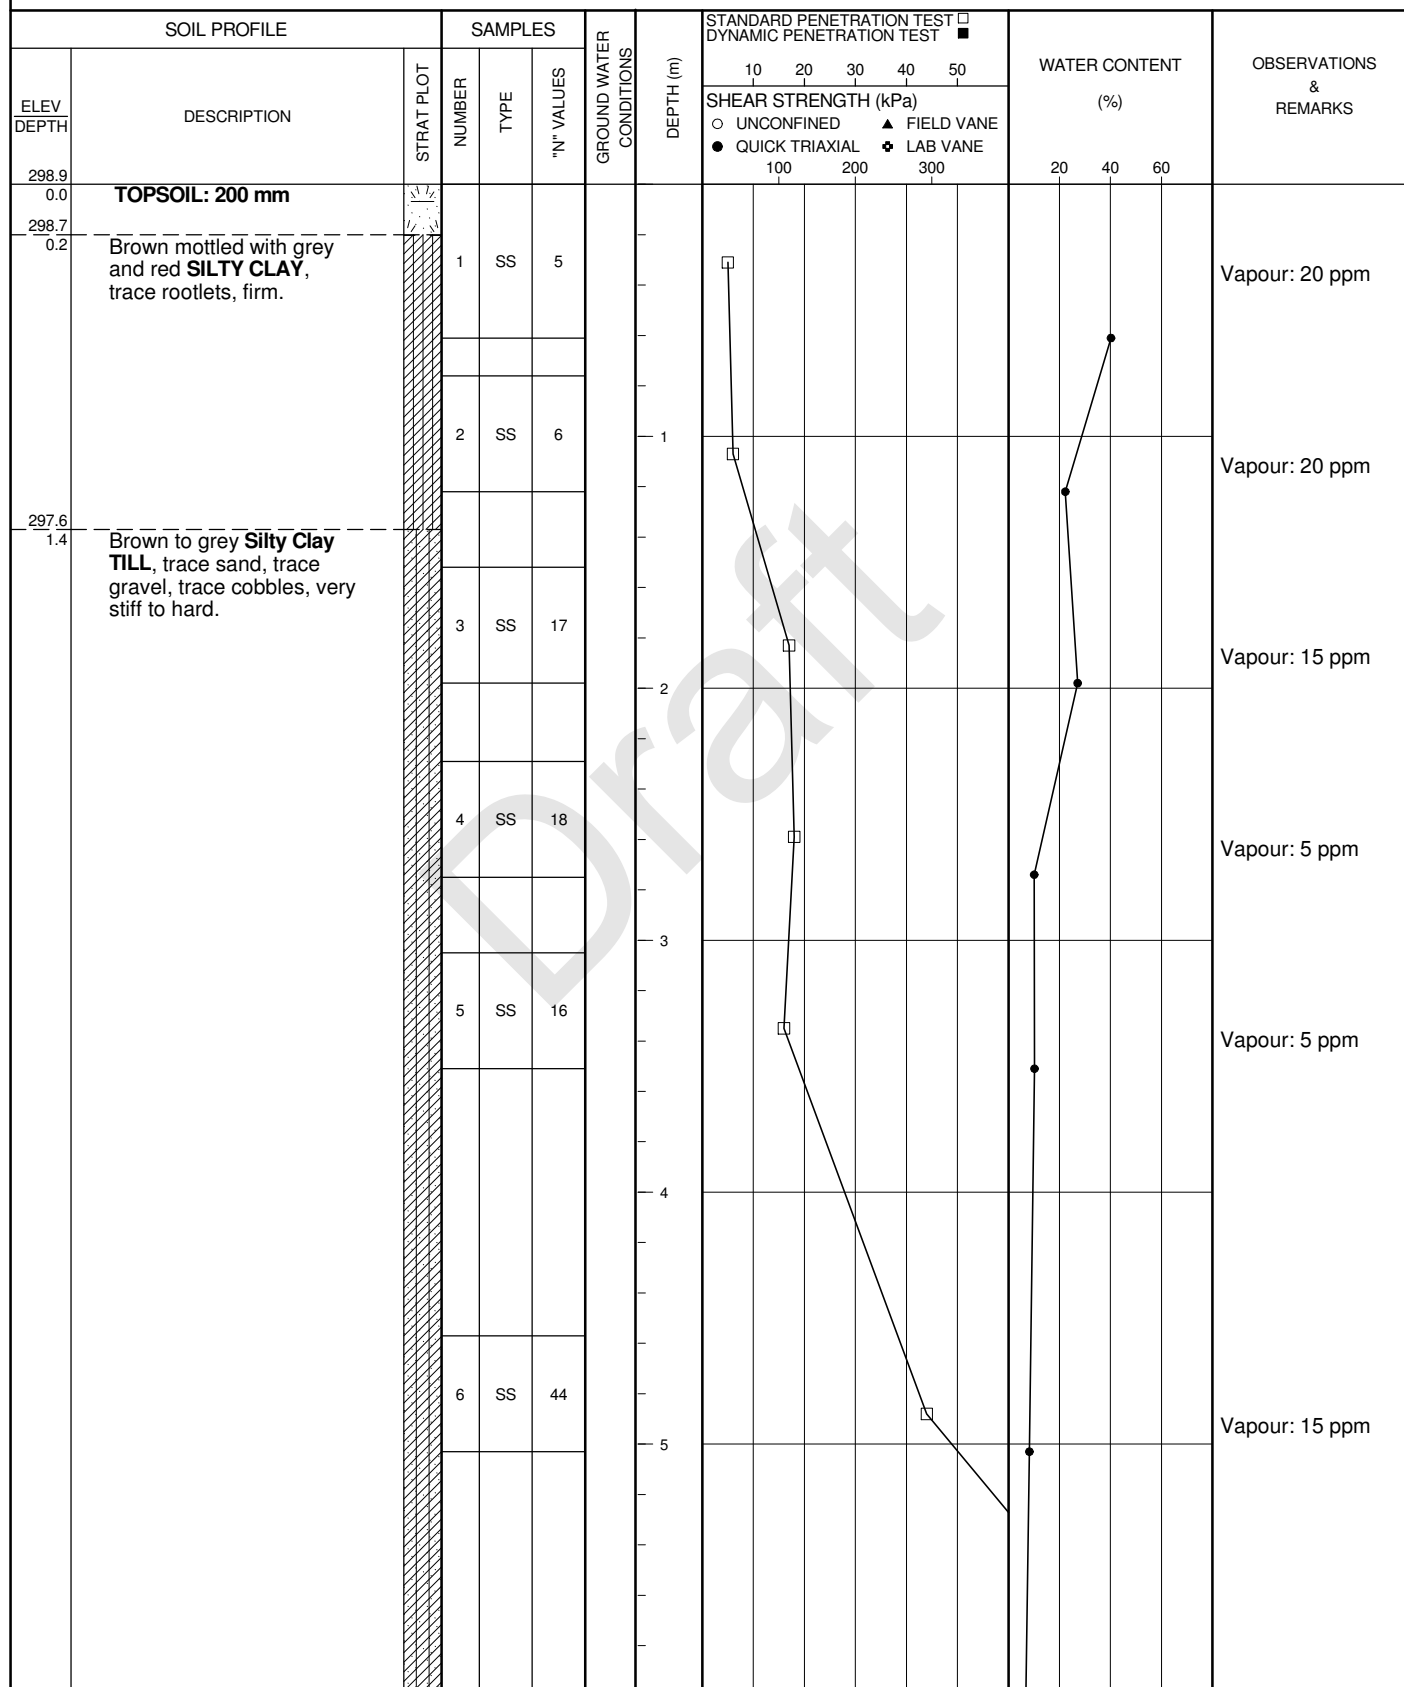 SOIL PROFILE
SAMPLES
GROUND WATER
CONDITIONS
DEPTH (m)
STANDARD PENETRATION TEST
DYNAMIC PENETRATION TEST
10 20 30 40 50
SHEAR STRENGTH (kPa)
UNCONFINED FIELD VANE
QUICK TRIAXIAL LAB VANE
100 200 300
WATER CONTENT
(%)
20 40 60
OBSERVATIONS
&
REMARKS
ELEV
DEPTH
DESCRIPTION
STRAT PLOT
NUMBER
TYPE
"N" VALUES
298.9
0.0
TOPSOIL: 200 mm
298.7
0.2
Brown mottled with grey
and red SILTY CLAY,
trace rootlets, firm.
1 SS 5
Vapour: 20 ppm
2 SS 6
1
Vapour: 20 ppm
297.6
1.4
Brown to grey Silty Clay
TILL, trace sand, trace
gravel, trace cobbles, very
stiff to hard.
3 SS 17
Vapour: 15 ppm
2
4 SS 18
Vapour: 5 ppm
3
5 SS 16
Vapour: 5 ppm
4
6 SS 44
Vapour: 15 ppm
5
Draft